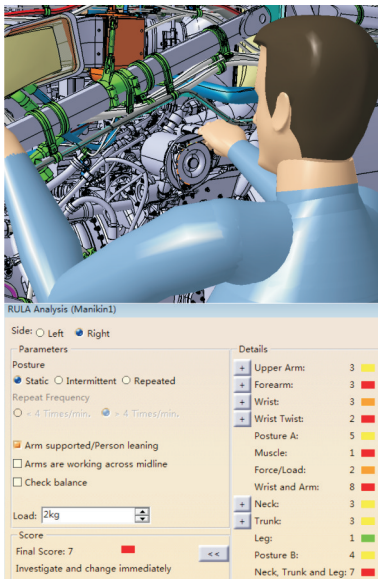 RULA Analysis (Manikin1)
Side: Left Right
Parameters
Posture
Static Intermittent Repeated
Repeat Frequency
< 4 Times/min. > 4 Times/min.
Arm supported/Person leaning
Arms are working across midline
Check balance
Load: 2kg
Score
Final Score: 7 <<
Investigate and change immediately
Details
+ Upper Arm: 3
+ Forearm: 3
+ Wrist: 3
+ Wrist Twist: 2
Posture A: 5
Muscle: 1
Force/Load: 2
Wrist and Arm: 8
+ Neck: 3
+ Trunk: 3
Leg: 1
Posture B: 4
Neck, Trunk and Leg: 7